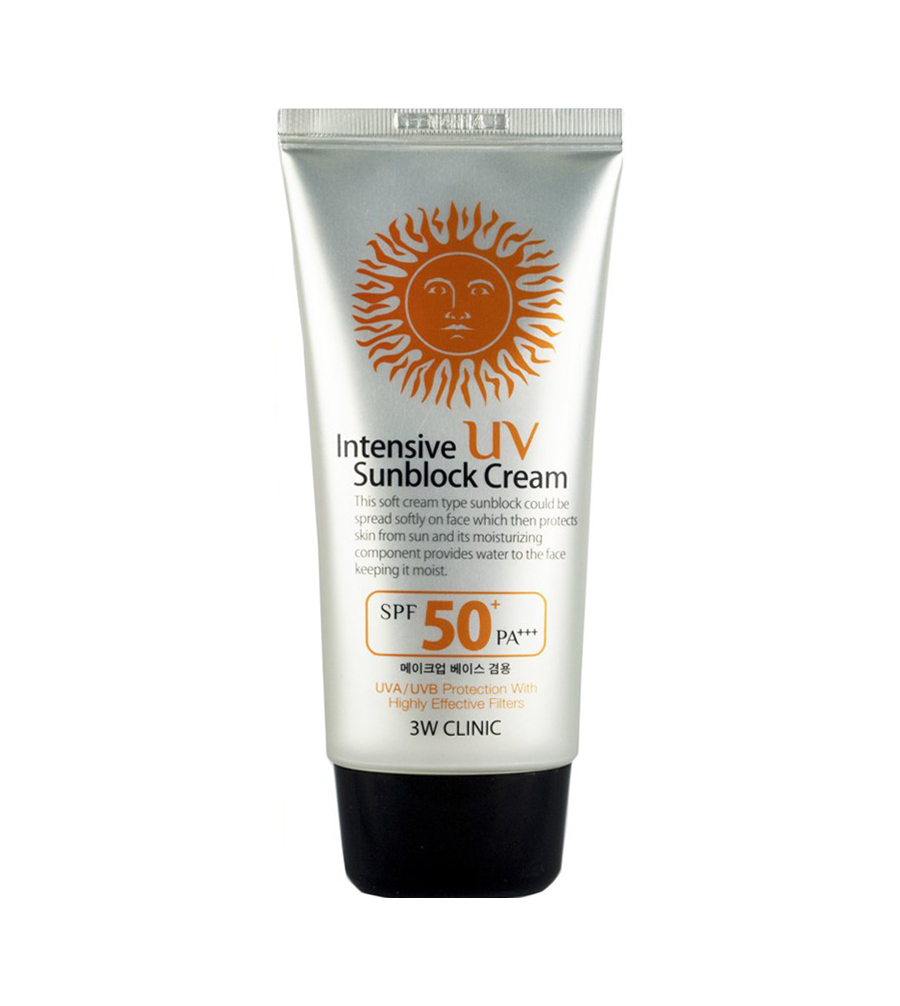 Intensive UV
Sunblock Cream
This soft cream type sunblock could be
spread softly on face which then protects
skin from sun and its moisturizing
component provides water to the face
keeping it moist.
SPF 50+ PA+++
메이크업 베이스 겸용
UVA / UVB Protection With
Highly Effective Filters
3W CLINIC